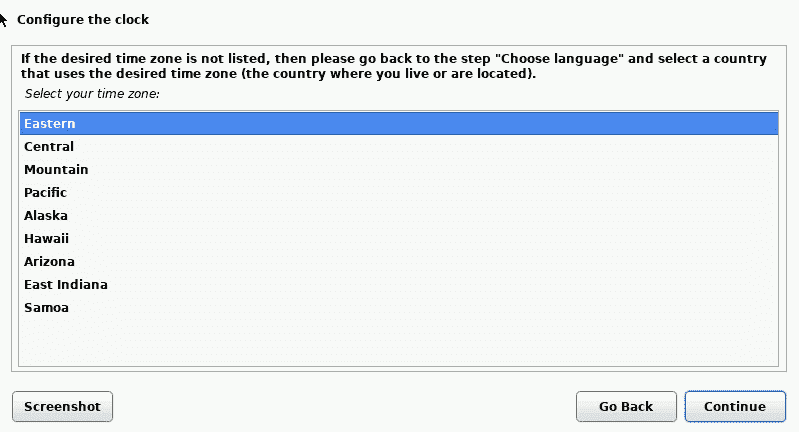 Configure the clock
If the desired time zone is not listed, then please go back to the step "Choose language" and select a country
that uses the desired time zone (the country where you live or are located).
Select your time zone:
Eastern
Central
Mountain
Pacific
Alaska
Hawaii
Arizona
East Indiana
Samoa
Screenshot
Go Back
Continue